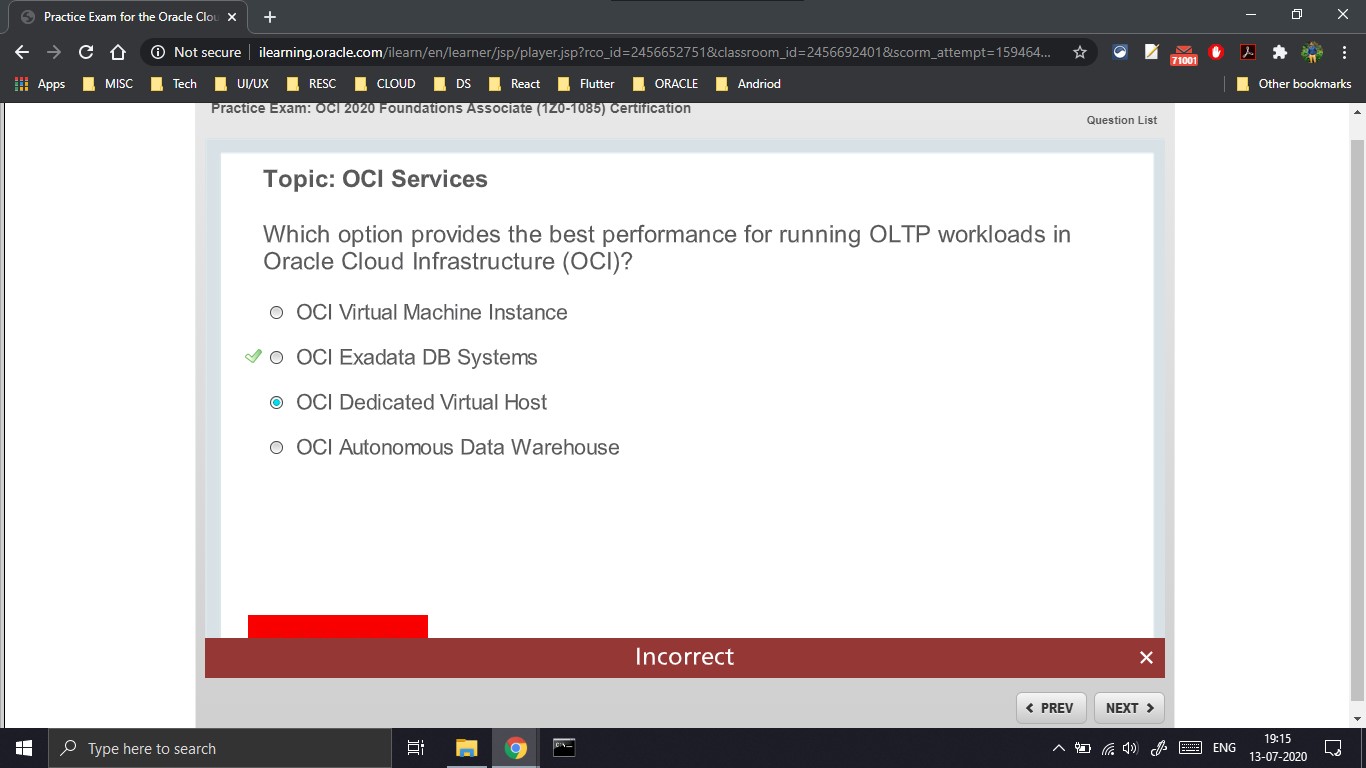 Practice Exam for the Oracle Clou
Not secure
ilearning.oracle.com/ilearn/en/learner/jsp/player.jsp?rco_id=2456652751&classroom_id=2456692401&scorm_attempt=159464...
71001
Apps
MISC
Tech
UI/UX
RESC
CLOUD
DS
React
Flutter
ORACLE
Andriod
Other bookmarks
Practice Exam: OCI 2020 Foundations Associate (1Z0-1085) Certification
Question List
Topic: OCI Services
Which option provides the best performance for running OLTP workloads in
Oracle Cloud Infrastructure (OCI)?
OCI Virtual Machine Instance
OCI Exadata DB Systems
OCI Dedicated Virtual Host
OCI Autonomous Data Warehouse
Incorrect
PREV
NEXT
Type here to search
ENG
19:15
13-07-2020